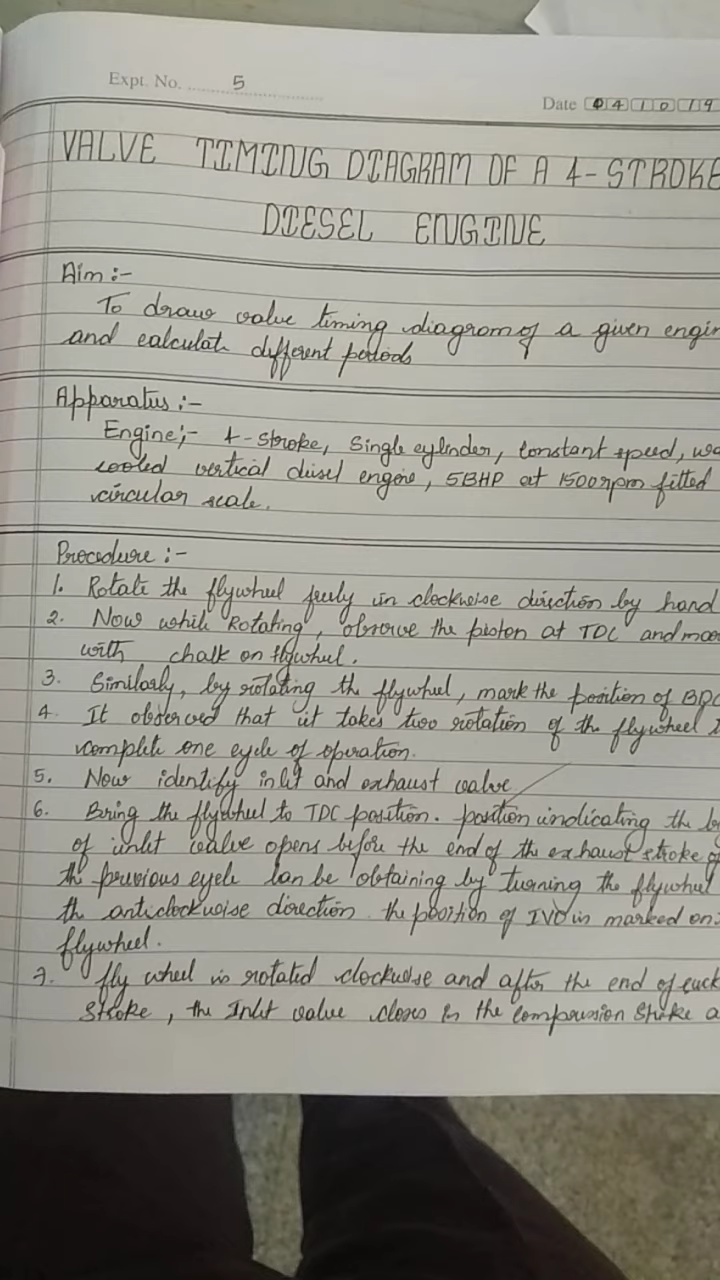 Expt. No. 5
Date 04 10 19
VALVE TIMING DIAGRAM OF A 4-STROKE
DIESEL ENGINE
Aim :-
To draw valve timing diagram of a given engin
and calculate different periods
Apparatus :-
Engine;- 4-stroke, Single cylinder, constant speed, wa
cooled vertical diesel engine, 5BHP at 1500rpm fitted
circular scale.
Procedure :-
1. Rotate the flywheel freely in clockwise direction by hand
2. Now while Rotating, observe the piston at TDC and mar
with chalk on flywheel.
3. Similarly, by rotating the flywheel, mark the position of BDC
4. It observed that it takes two rotation of the flywheel
complete one cycle of operation.
5. Now identify inlet and exhaust valve
6. Bring the flywheel to TDC position. position indicating the be
of inlet valve opens before the end of the exhaust stroke of
the previous cycle can be obtaining by turning the flywheel
th anticlockwise direction. the position of IVO is marked on
flywheel.
7. fly wheel is rotated clockwise and after the end of suck
Stroke, the Inlet valve closes in the compression stroke a